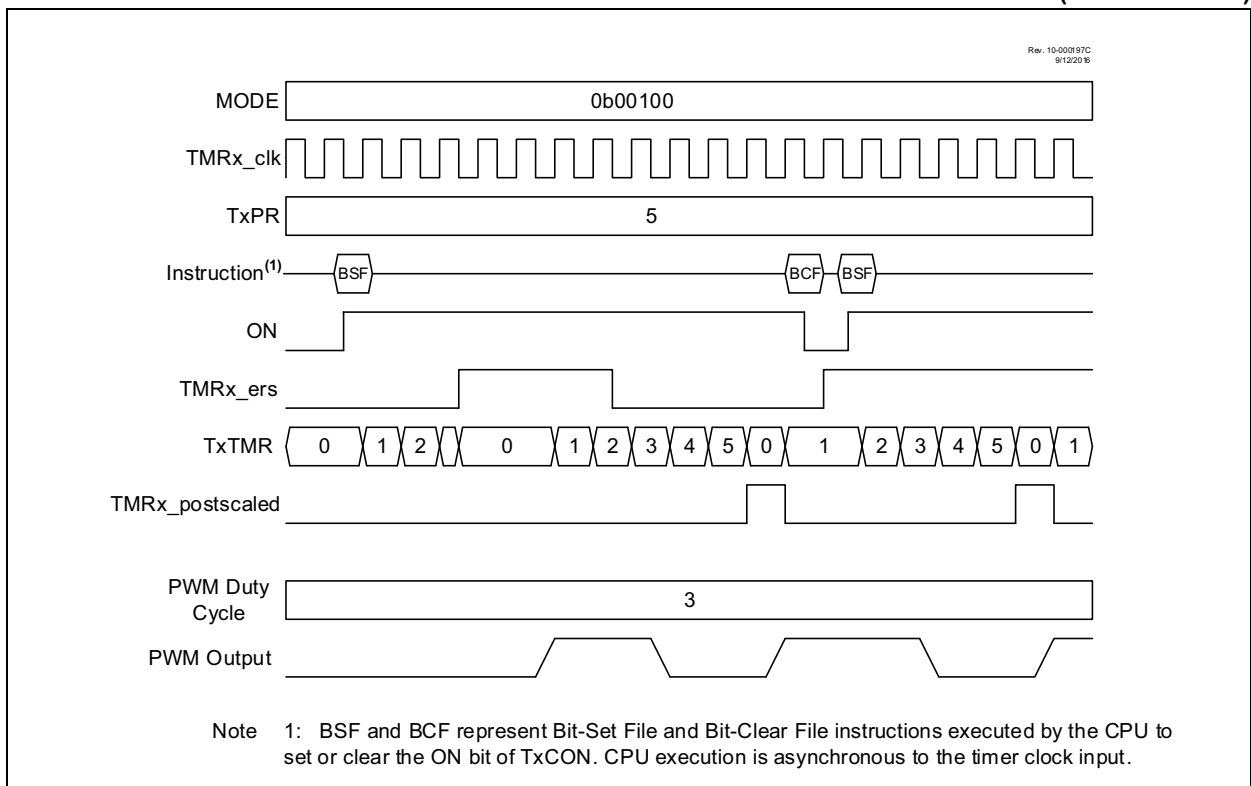 Rev. 10-000197C
9/12/2016
MODE 0b00100
TMRx_clk
TxPR 5
Instruction(1) BSF BCF BSF
ON
TMRx_ers
TxTMR 0 1 2 0 1 2 3 4 5 0 1 2 3 4 5 0 1
TMRx_postscaled
PWM Duty
Cycle
3
PWM Output
Note 1: BSF and BCF represent Bit-Set File and Bit-Clear File instructions executed by the CPU to
set or clear the ON bit of TxCON. CPU execution is asynchronous to the timer clock input.